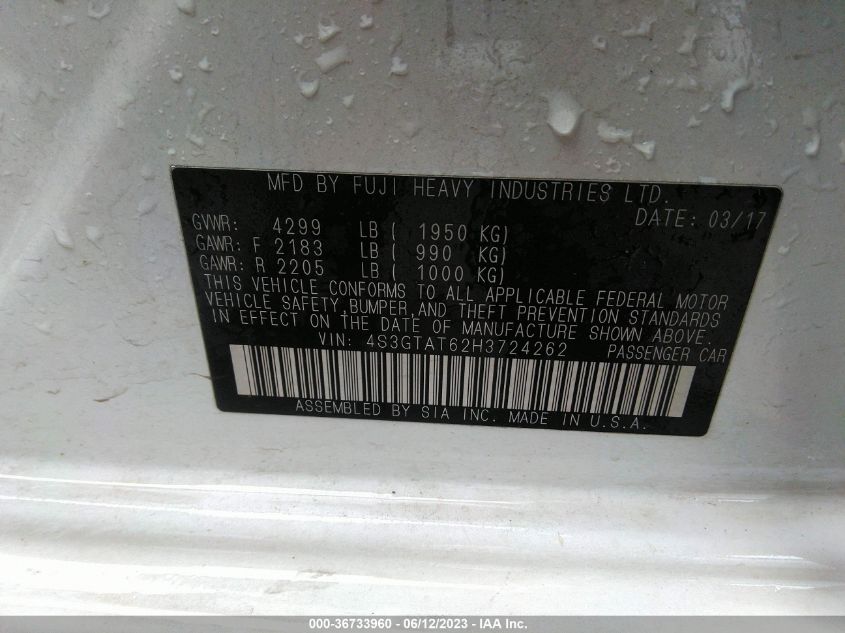 MFD BY FUJI HEAVY INDUSTRIES LTD.
DATE: 03/17
GVWR: 4299 LB ( 1950 KG)
GAWR: F 2183 LB ( 990 KG)
GAWR: R 2205 LB ( 1000 KG)
THIS VEHICLE CONFORMS TO ALL APPLICABLE FEDERAL MOTOR
VEHICLE SAFETY,BUMPER,AND THEFT PREVENTION STANDARDS
IN EFFECT ON THE DATE OF MANUFACTURE SHOWN ABOVE.
VIN: 4S3GTAT62H3724262 PASSENGER CAR
ASSEMBLED BY SIA INC. MADE IN U.S.A.
000-36733960 - 06/12/2023 - IAA Inc.